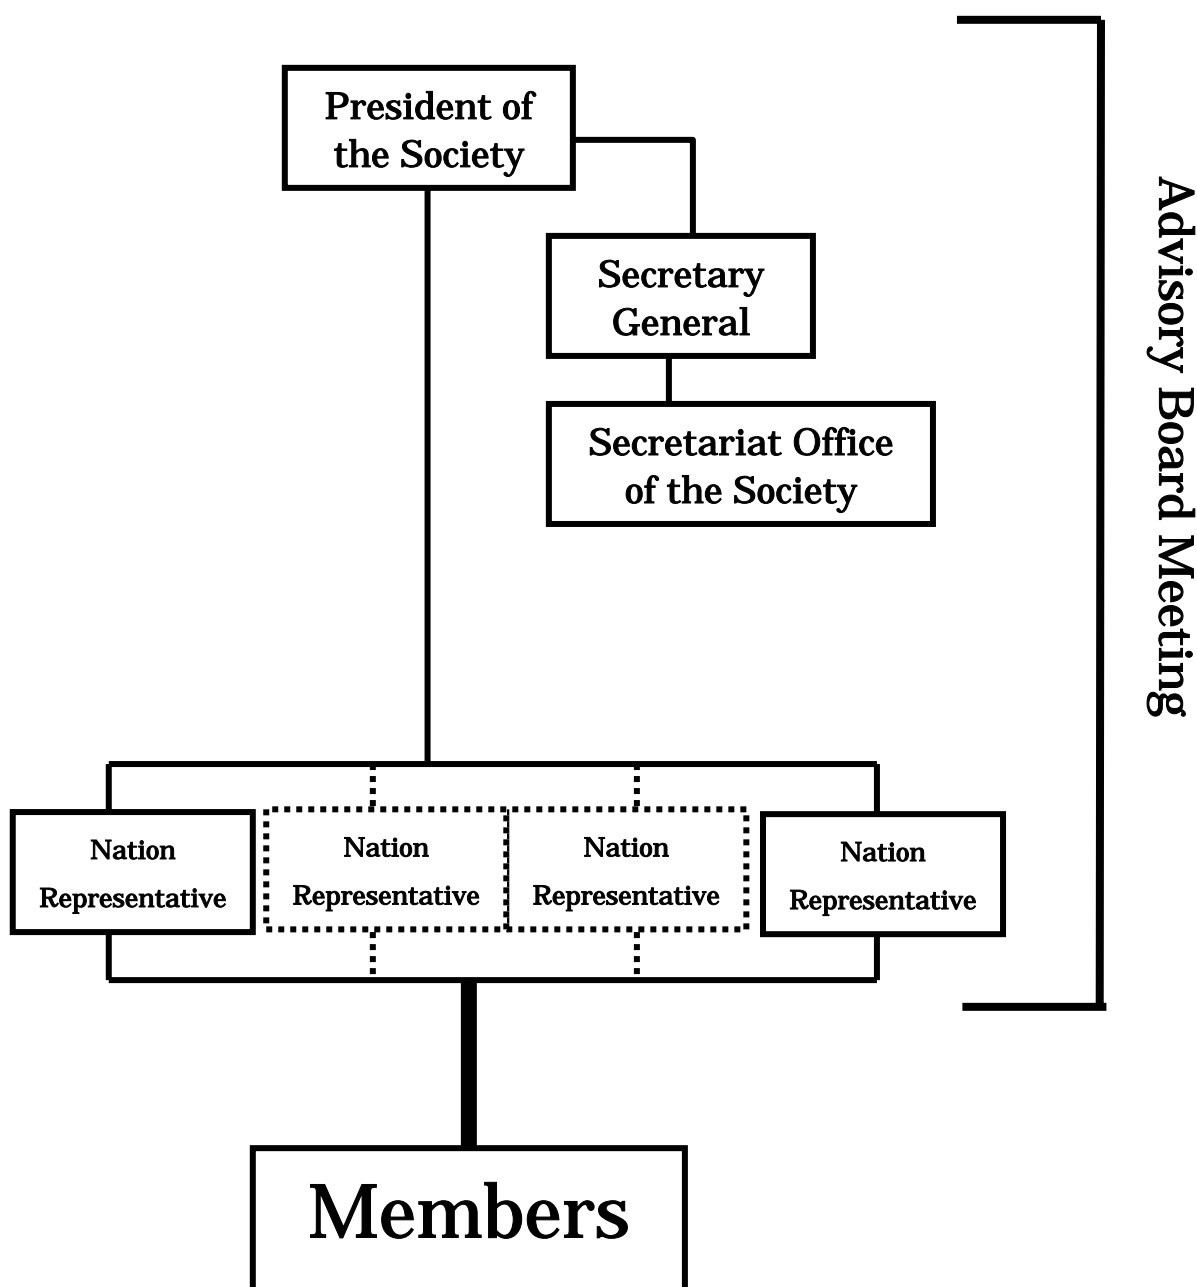 President of
the Society
Secretary
General
Secretariat Office
of the Society
Advisory Board Meeting
Nation
Representative
Nation
Representative
Nation
Representative
Nation
Representative
Members